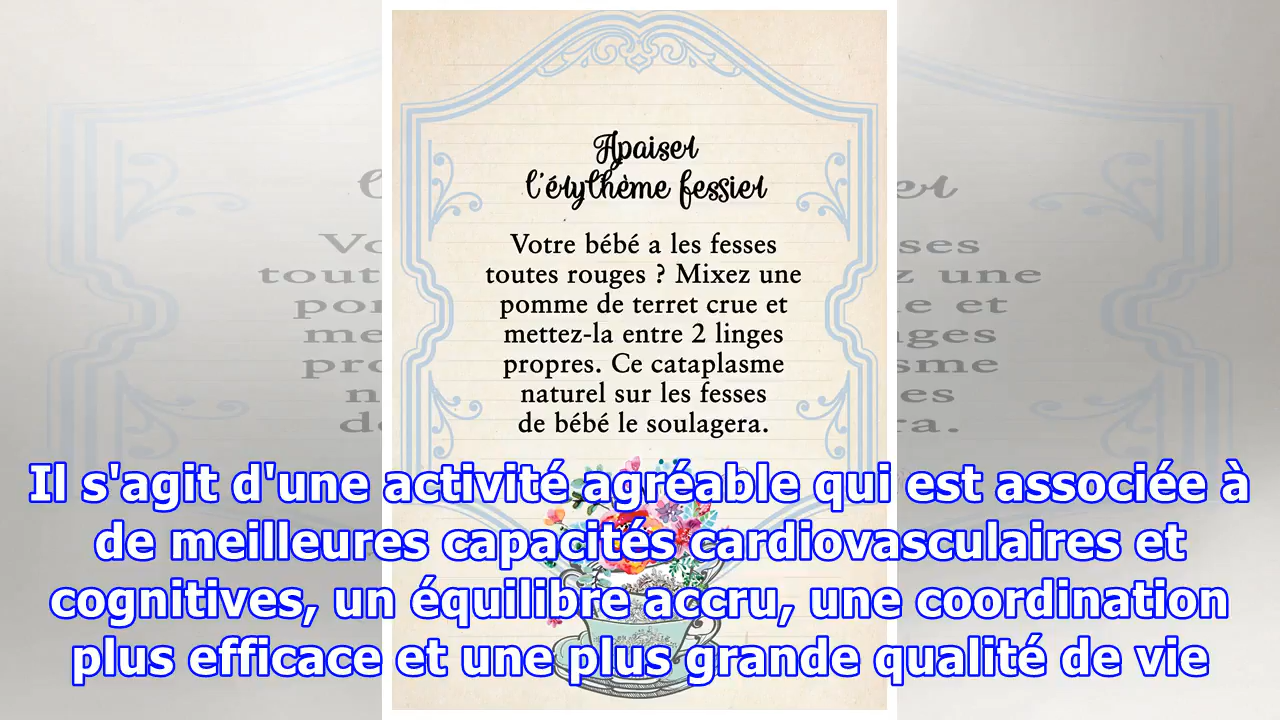 Apaiser
l'érythème fessier
Votre bébé a les fesses
toutes rouges ? Mixez une
pomme de terret crue et
mettez-la entre 2 linges
propres. Ce cataplasme
naturel sur les fesses
de bébé le soulagera.
Il s'agit d'une activité agréable qui est associée à
de meilleures capacités cardiovasculaires et
cognitives, un équilibre accru, une coordination
plus efficace et une plus grande qualité de vie